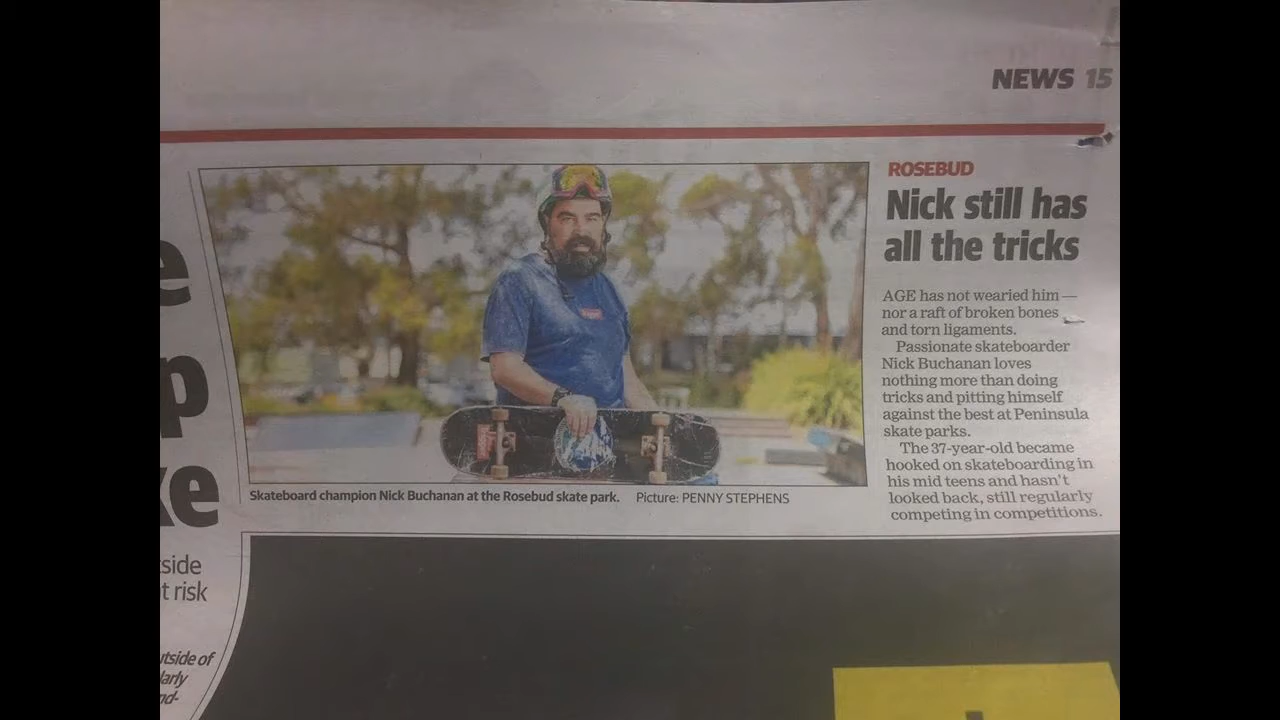 NEWS 15
e
p
ke
side
t risk
utside of
larly
nd-
Skateboard champion Nick Buchanan at the Rosebud skate park. Picture: PENNY STEPHENS
ROSEBUD
Nick still has
all the tricks
AGE has not wearied him —
nor a raft of broken bones
and torn ligaments.
Passionate skateboarder
Nick Buchanan loves
nothing more than doing
tricks and pitting himself
against the best at Peninsula
skate parks.
The 37-year-old became
hooked on skateboarding in
his mid teens and hasn't
looked back, still regularly
competing in competitions.